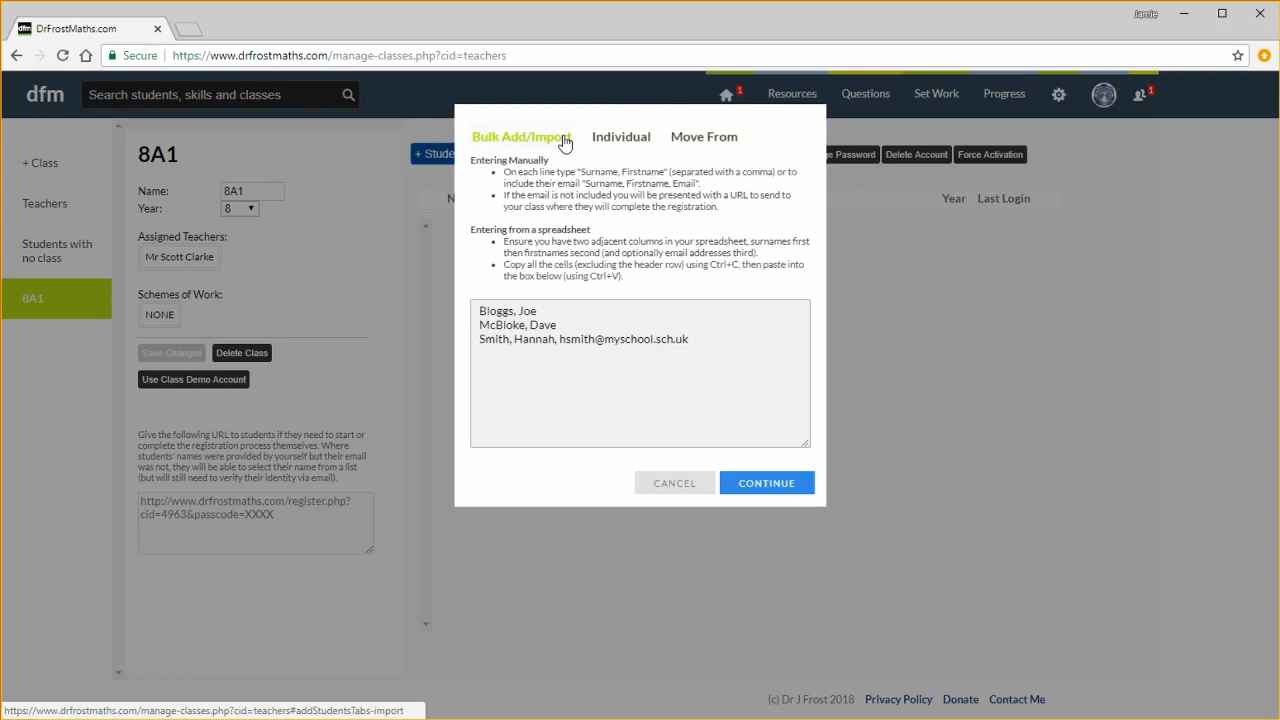 Jamie
dfm DrFrostMaths.com
Secure https://www.drfrostmaths.com/manage-classes.php?cid=teachers
dfm Search students, skills and classes 1 Resources Questions Set Work Progress 1
+ Class
Teachers
Students with
no class
8A1
8A1
Name: 8A1
Year: 8
Assigned Teachers:
Mr Scott Clarke
Schemes of Work:
NONE
Save Changes Delete Class
Use Class Demo Account
Give the following URL to students if they need to start or
complete the registration process themselves. Where
students' names were provided by yourself but their email
was not, they will be able to select their name from a list
(but will still need to verify their identity via email).
http://www.drfrostmaths.com/register.php?
cid=4963&passcode=XXXX
Password Delete Account Force Activation
Year Last Login
Bulk Add/Import Individual Move From
Entering Manually
On each line type "Surname, Firstname" (separated with a comma) or to
include their email "Surname, Firstname, Email".
If the email is not included you will be presented with a URL to send to
your class where they will complete the registration.
Entering from a spreadsheet
Ensure you have two adjacent columns in your spreadsheet, surnames first
then firstnames second (and optionally email addresses third).
Copy all the cells (excluding the header row) using Ctrl+C, then paste into
the box below (using Ctrl+V).
Bloggs, Joe
McBloke, Dave
Smith, Hannah, hsmith@myschool.sch.uk
CANCEL CONTINUE
(c) Dr J Frost 2018 Privacy Policy Donate Contact Me
https://www.drfrostmaths.com/manage-classes.php?cid=teachers#addStudentsTabs-import